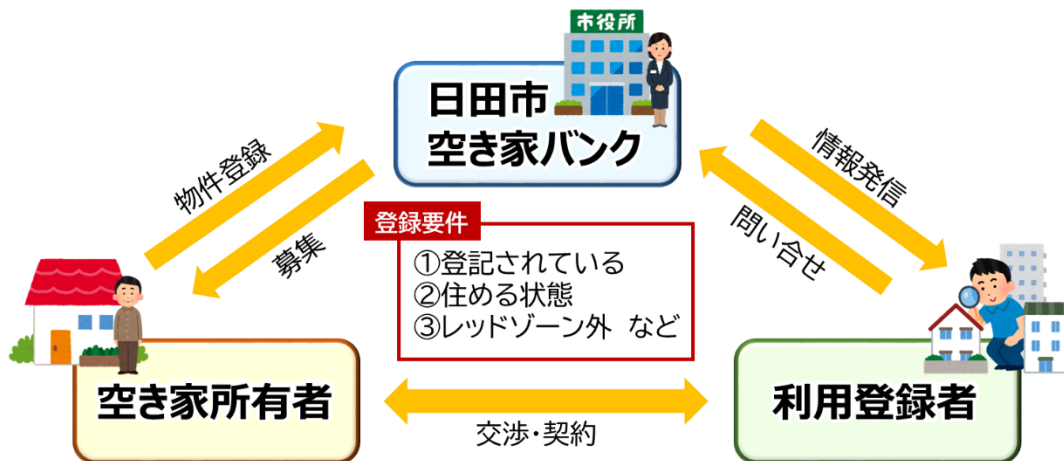 市役所
日田市
空き家バンク
物件登録
募集
情報発信
問い合せ
登録要件
①登記されている
②住める状態
③レッドゾーン外 など
空き家所有者
利用登録者
交渉・契約